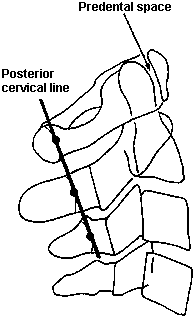 Predental space
Posterior
cervical line